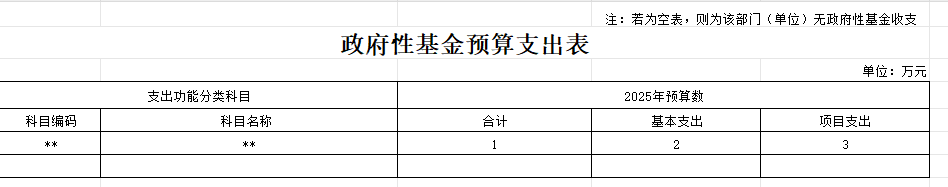 注：若为空表，则为该部门（单位）无政府性基金收支
政府性基金预算支出表
单位：万元
支出功能分类科目 2025年预算数
科目编码 科目名称 合计 基本支出 项目支出
** ** 1 2 3